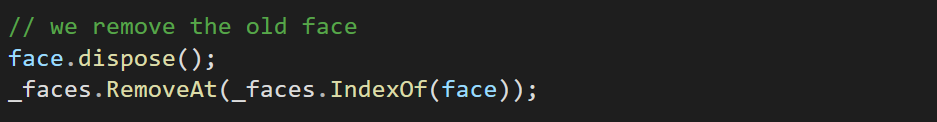 // we remove the old face
face.dispose();
_faces.RemoveAt(_faces.IndexOf(face));